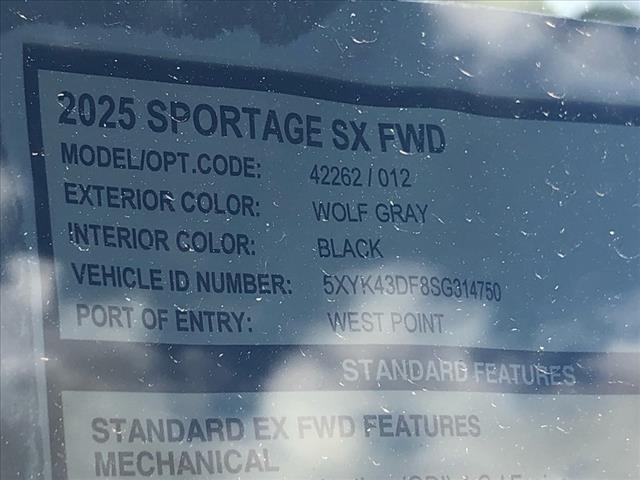 2025 SPORTAGE SX FWD
MODEL/OPT.CODE: 42262 / 012
EXTERIOR COLOR: WOLF GRAY
INTERIOR COLOR: BLACK
VEHICLE ID NUMBER: 5XYK43DF8SG314750
PORT OF ENTRY: WEST POINT
STANDARD FEATURES
STANDARD EX FWD FEATURES
MECHANICAL